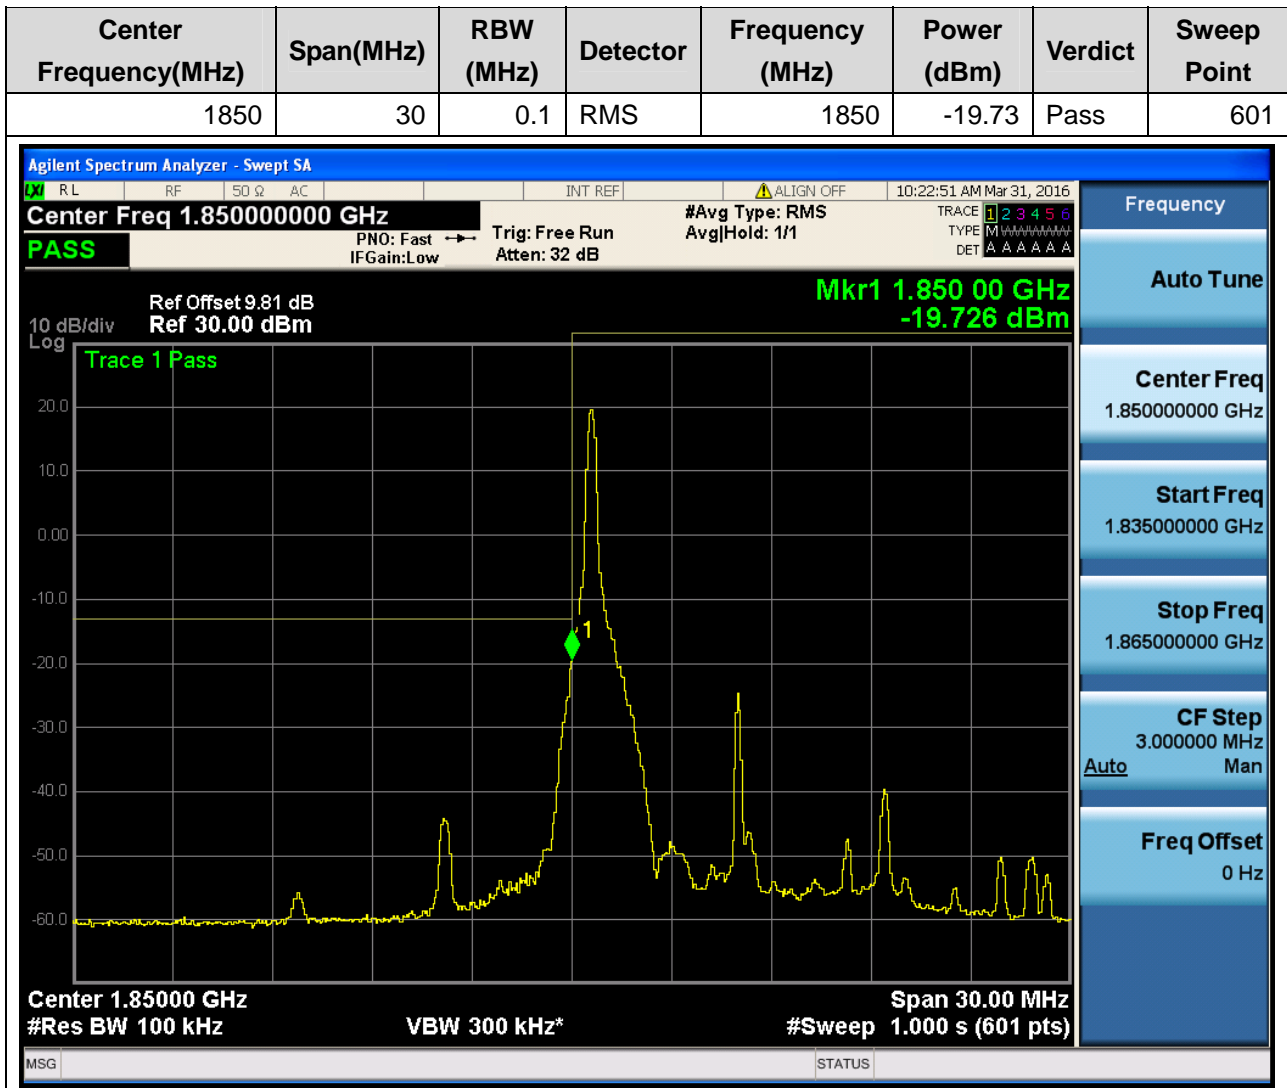 Center Frequency(MHz) Span(MHz) RBW (MHz) Detector Frequency (MHz) Power (dBm) Verdict Sweep Point
1850 30 0.1 RMS 1850 -19.73 Pass 601
Agilent Spectrum Analyzer - Swept SA
LXI RL RF 50 Ω AC INT REF ALIGN OFF 10:22:51 AM Mar 31, 2016
Center Freq 1.850000000 GHz
PASS
PNO: Fast
IFGain:Low
Trig: Free Run
Atten: 32 dB
#Avg Type: RMS
Avg|Hold: 1/1
TRACE 1 2 3 4 5 6
TYPE M WWWWW
DET A A A A A A
Mkr1 1.850 00 GHz
-19.726 dBm
Ref Offset 9.81 dB
10 dB/div Ref 30.00 dBm
Log
Trace 1 Pass
20.0
10.0
0.00
-10.0
1
-20.0
-30.0
-40.0
-50.0
-60.0
Center 1.85000 GHz Span 30.00 MHz
#Res BW 100 kHz VBW 300 kHz* #Sweep 1.000 s (601 pts)
MSG STATUS
Frequency
Auto Tune
Center Freq
1.850000000 GHz
Start Freq
1.835000000 GHz
Stop Freq
1.865000000 GHz
CF Step
3.000000 MHz
Auto Man
Freq Offset
0 Hz